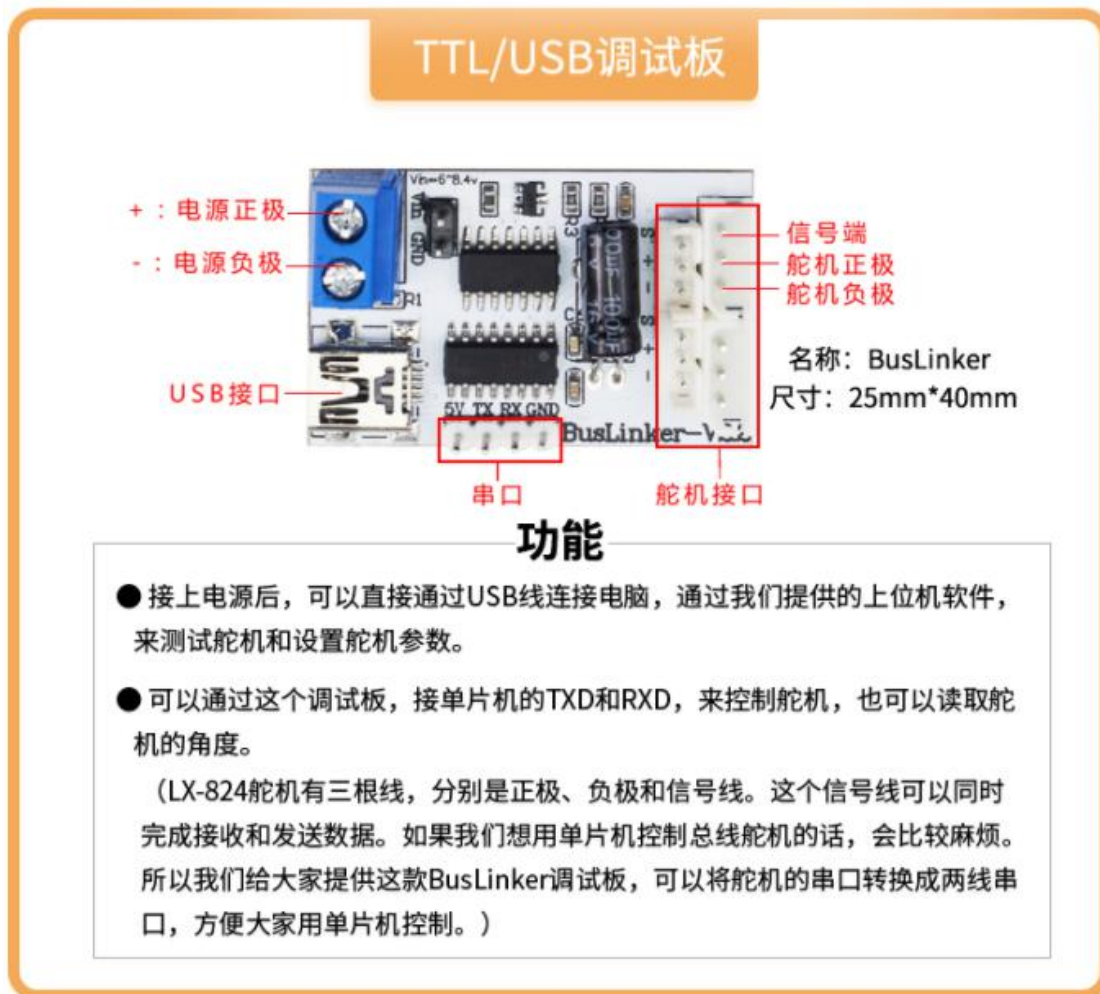 TTL/USB调试板
Vin=6~8.4v
+：电源正极
-：电源负极
GND
R1
R3
S
+
-
S
+
-
信号端
舵机正极
舵机负极
USB接口
名称：BusLinker
尺寸：25mm*40mm
5V TX RX GND
串口
舵机接口
功能
● 接上电源后，可以直接通过USB线连接电脑，通过我们提供的上位机软件，
来测试舵机和设置舵机参数。
● 可以通过这个调试板，接单片机的TXD和RXD，来控制舵机，也可以读取舵
机的角度。
（LX-824舵机有三根线，分别是正极、负极和信号线。这个信号线可以同时
完成接收和发送数据。如果我们想用单片机控制总线舵机的话，会比较麻烦。
所以我们给大家提供这款BusLinker调试板，可以将舵机的串口转换成两线串
口，方便大家用单片机控制。）